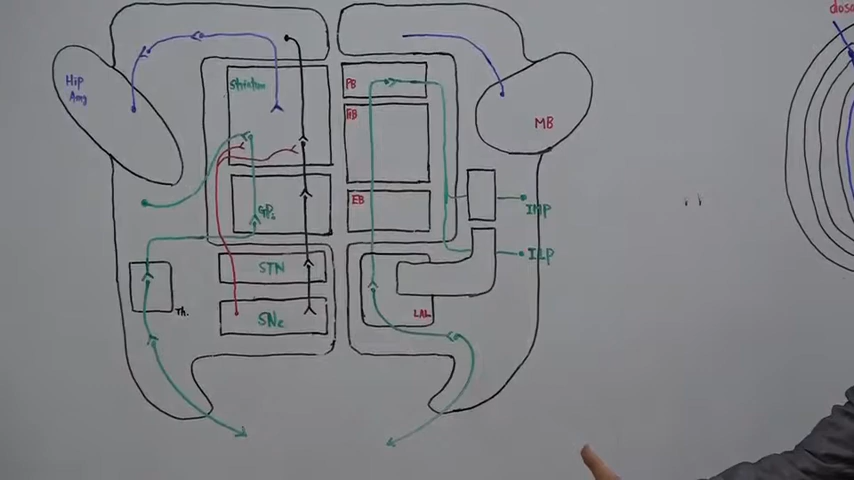 Hip
Amy
Striatum
GPi
STN
SNc
Th.
PB
FB
EB
LAL
MB
IMP
ILP